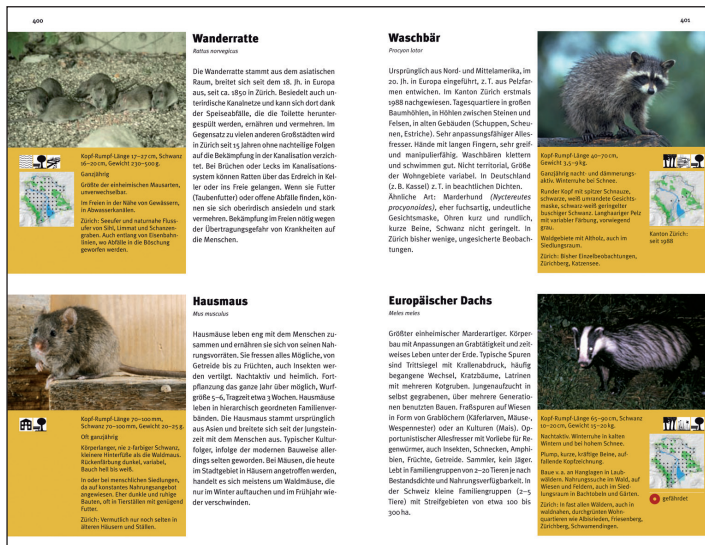 400
Wanderratte
Rattus norvegicus
Die Wanderratte stammt aus dem asiatischen
Raum, breitet sich seit dem 18. Jh. in Europa
aus, seit ca. 1850 in Zürich. Besiedelt auch un-
terirdische Kanalnetze und kann sich dort dank
der Speiseabfälle, die die Toilette herunter-
gespült werden, ernähren und vermehren. Im
Gegensatz zu vielen anderen Großstädten wird
in Zürich seit 15 Jahren ohne nachteilige Folgen
auf die Bekämpfung in der Kanalisation verzich-
tet. Bei Brüchen oder Lecks im Kanalisations-
system können Ratten über das Erdreich in Kel-
ler oder ins Freie gelangen. Wenn sie Futter
(Taubenfutter) oder offene Abfälle finden, kön-
nen sie sich oberirdisch ansiedeln und stark
vermehren. Bekämpfung im Freien nötig wegen
der Übertragungsgefahr von Krankheiten auf
die Menschen.
Kopf-Rumpf-Länge 17–27 cm, Schwanz
16–20 cm, Gewicht 230–500 g.
Ganzjährig
Größte der einheimischen Mausarten,
unverwechselbar.
Im Freien in der Nähe von Gewässern,
in Abwasserkanälen.
Zürich: Seeufer und naturnahe Fluss-
ufer von Sihl, Limmat und Schanzen-
graben. Auch entlang von Eisenbahn-
linien, wo Abfälle in die Böschung
geworfen werden.
Hausmaus
Mus musculus
Hausmäuse leben eng mit dem Menschen zu-
sammen und ernähren sie sich von seinen Nah-
rungsvorräten. Sie fressen alles Mögliche, von
Getreide bis zu Früchten, auch Insekten wer-
den vertilgt. Nachtaktiv und heimlich. Fort-
pflanzung das ganze Jahr über möglich, Wurf-
größe 5–6, Tragzeit etwa 3 Wochen. Hausmäuse
leben in hierarchisch geordneten Familienver-
bänden. Die Hausmaus stammt ursprünglich
aus Asien und breitete sich seit der Jungstein-
zeit mit dem Menschen aus. Typischer Kultur-
folger, infolge der modernen Bauweise aller-
dings selten geworden. Bei Mäusen, die heute
im Stadtgebiet in Häusern angetroffen werden,
handelt es sich meistens um Waldmäuse, die
nur im Winter auftauchen und im Frühjahr wie-
der verschwinden.
Kopf-Rumpf-Länge 70–100 mm,
Schwanz 70–100 mm, Gewicht 20–25 g.
Oft ganzjährig
Körperlanger, nie 2-farbiger Schwanz,
kleinere Hinterfüße als die Waldmaus.
Rückenfärbung dunkel, variabel,
Bauch hell bis weiß.
In oder bei menschlichen Siedlungen,
da auf konstantes Nahrungsangebot
angewiesen. Eher dunkle und ruhige
Bauten, oft in Tierställen mit genügend
Futter.
Zürich: Vermutlich nur noch selten in
älteren Häusern und Ställen.
401
Waschbär
Procyon lotor
Ursprünglich aus Nord- und Mittelamerika, im
20. Jh. in Europa eingeführt, z. T. aus Pelzfar-
men entwichen. Im Kanton Zürich erstmals
1988 nachgewiesen. Tagesquartiere in großen
Baumhöhlen, in Höhlen zwischen Steinen und
Felsen, in alten Gebäuden (Schuppen, Scheu-
nen, Estriche). Sehr anpassungsfähiger Alles-
fresser. Hände mit langen Fingern, sehr greif-
und manipulierfähig. Waschbären klettern
und schwimmen gut. Nicht territorial, Größe
der Wohngebiete variabel. In Deutschland
(z. B. Kassel) z. T. in beachtlichen Dichten.
Ähnliche Art: Marderhund (Nyctereutes
procyonoides), eher fuchsartig, undeutliche
Gesichtsmaske, Ohren kurz und rundlich,
kurze Beine, Schwanz nicht geringelt. In
Zürich bisher wenige, ungesicherte Beobach-
tungen.
Kopf-Rumpf-Länge 40–70 cm,
Gewicht 3,5–9 kg.
Ganzjährig nacht- und dämmerungs-
aktiv. Winterruhe bei Schnee.
Runder Kopf mit spitzer Schnauze,
schwarze, weiß umrandete Gesichts-
maske, schwarz-weiß geringelter
buschiger Schwanz. Langhaariger Pelz
mit variabler Färbung, vorwiegend
grau.
Waldgebiete mit Altholz, auch im
Siedlungsraum.
Zürich: Bisher Einzelbeobachtungen,
Zürichberg, Katzensee.
Kanton Zürich:
seit 1988
Europäischer Dachs
Meles meles
Größter einheimischer Marderartiger. Körper-
bau mit Anpassungen an Grabtätigkeit und zeit-
weises Leben unter der Erde. Typische Spuren
sind Trittsiegel mit Krallenabdruck, häufig
begangene Wechsel, Kratzbäume, Latrinen
mit mehreren Kotgruben. Jungenaufzucht in
selbst gegrabenen, über mehrere Generatio-
nen benutzten Bauen. Fraßspuren auf Wiesen
in Form von Grablöchern (Käferlarven, Mäuse-,
Wespennester) oder an Kulturen (Mais). Op-
portunistischer Allesfresser mit Vorliebe für Re-
genwürmer, auch Insekten, Schnecken, Amphi-
bien, Früchte, Getreide. Sammler, kein Jäger.
Lebt in Familiengruppen von 2–20 Tieren je nach
Bestandsdichte und Nahrungsverfügbarkeit. In
der Schweiz kleine Familiengruppen (2–5
Tiere) mit Streifgebieten von etwa 100 bis
300 ha.
Kopf-Rumpf-Länge 65–90 cm, Schwanz
10–20 cm, Gewicht 15–20 kg.
Nachtaktiv. Winterruhe in kalten
Wintern und bei hohem Schnee.
Plump, kurze, kräftige Beine, auf-
fallende Kopfzeichnung.
Baue v. a. an Hanglagen in Laub-
wäldern. Nahrungssuche im Wald, auf
Wiesen und Feldern, auch im Sied-
lungsraum in Bachtobeln und Gärten.
Zürich: In fast allen Wäldern, auch in
waldnahen, durchgrünten Wohn-
quartieren wie Albisrieden, Friesenberg,
Zürichberg, Schwamendingen.
gefährdet